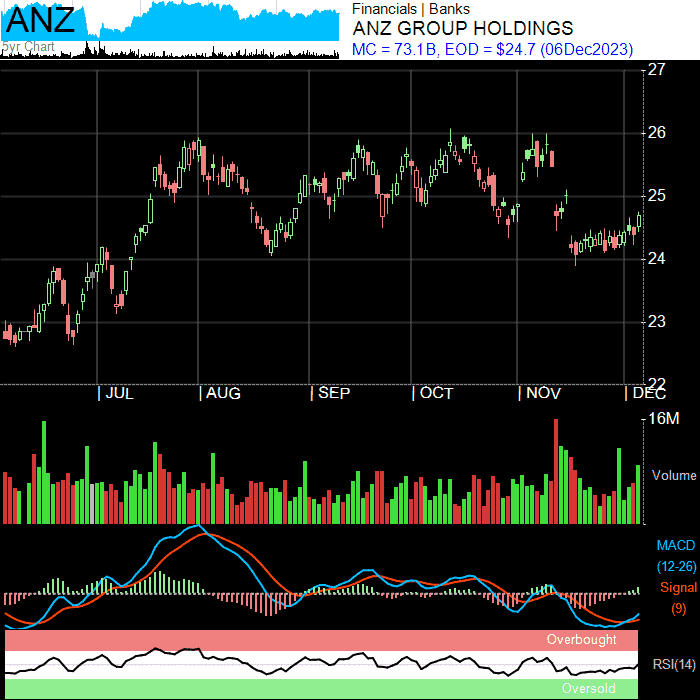 ANZ
5yr Chart
Financials | Banks
ANZ GROUP HOLDINGS
MC = 73.1B, EOD = $24.7 (06Dec2023)
27
26
25
24
23
22
| JUL | AUG | SEP | OCT | NOV | DEC
16M
Volume
MACD
(12-26)
Signal
(9)
Overbought
RSI(14)
Oversold